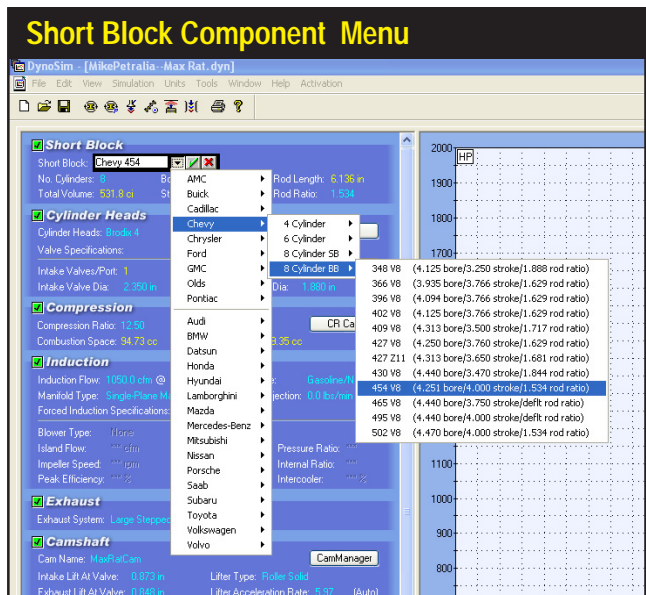 Short Block Component Menu
DynoSim - [MikePetralia--Max Rat.dyn]
File Edit View Simulation Units Tools Window Help Activation
Short Block
Short Block: Chevy 454
No. Cylinders: 8 Bo Rod Length: 6.136 in
Total Volume: 531.8 ci St Rod Ratio: 1.534
Cylinder Heads
Cylinder Heads: Brodix 4
Valve Specifications:
Intake Valves/Port: 1
Intake Valve Dia: 2.350 in Dia: 1.880 in
Compression
Compression Ratio: 12.50 CR Ca
Combustion Space: 94.73 cc 3.35 cc
Induction
Induction Flow: 1050.0 cfm @ e: Gasoline/N
Manifold Type: Single-Plane Ma jection: 0.0 lbs/min
Forced Induction Specifications:
Blower Type: None
Island Flow: *** cfm Pressure Ratio: ***
Impeller Speed: *** rpm Internal Ratio: ***
Peak Efficiency: *** % Intercooler: *** %
Exhaust
Exhaust System: Large Stepped
Camshaft
Cam Name: MaxRatCam CamManager
Intake Lift At Valve: 0.873 in Lifter Type: Roller Solid
Exhaust Lift At Valve: 0.848 in Lifter Acceleration Rate: 5.97 (Auto)
AMC
Buick
Cadillac
Chevy
Chrysler
Ford
GMC
Olds
Pontiac
Audi
BMW
Datsun
Honda
Hyundai
Lamborghini
Mazda
Mercedes-Benz
Mitsubishi
Nissan
Porsche
Saab
Subaru
Toyota
Volkswagen
Volvo
4 Cylinder
6 Cylinder
8 Cylinder SB
8 Cylinder BB
348 V8 (4.125 bore/3.250 stroke/1.888 rod ratio)
366 V8 (3.935 bore/3.766 stroke/1.629 rod ratio)
396 V8 (4.094 bore/3.766 stroke/1.629 rod ratio)
402 V8 (4.125 bore/3.766 stroke/1.629 rod ratio)
409 V8 (4.313 bore/3.500 stroke/1.717 rod ratio)
427 V8 (4.250 bore/3.760 stroke/1.629 rod ratio)
427 Z11 (4.313 bore/3.650 stroke/1.681 rod ratio)
430 V8 (4.440 bore/3.470 stroke/1.844 rod ratio)
454 V8 (4.251 bore/4.000 stroke/1.534 rod ratio)
465 V8 (4.440 bore/3.750 stroke/deflt rod ratio)
495 V8 (4.440 bore/4.000 stroke/deflt rod ratio)
502 V8 (4.470 bore/4.000 stroke/1.534 rod ratio)
HP
2000
1900
1800
1700
1100
1000
900
800